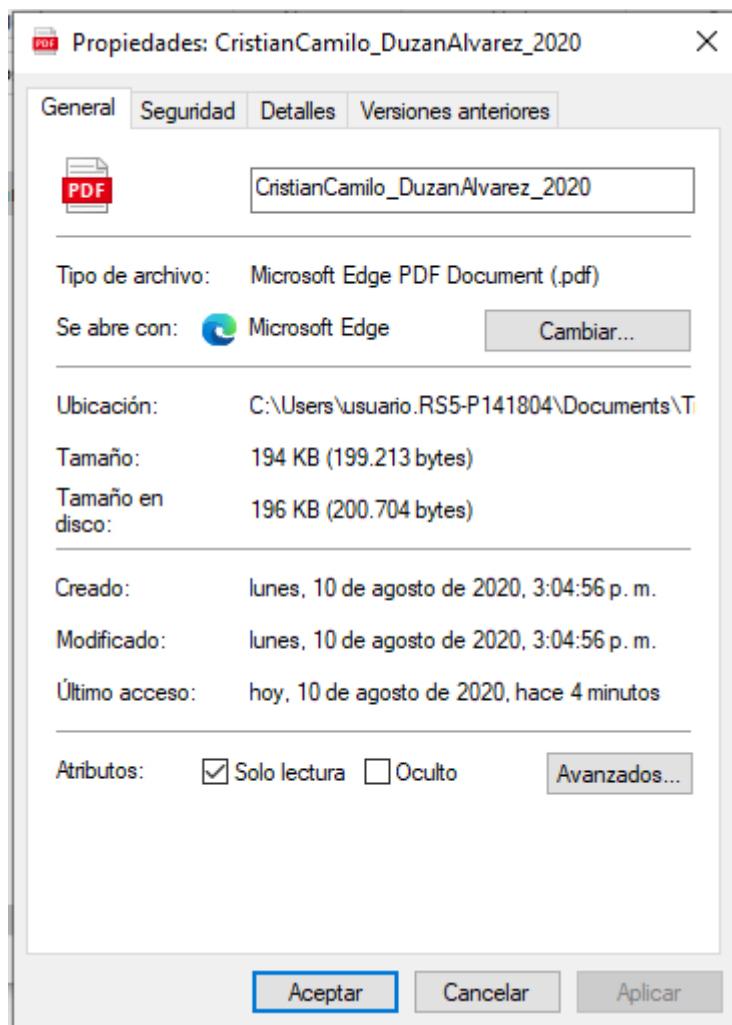 PDF Propiedades: CristianCamilo_DuzanAlvarez_2020
General Seguridad Detalles Versiones anteriores
PDF CristianCamilo_DuzanAlvarez_2020
Tipo de archivo: Microsoft Edge PDF Document (.pdf)
Se abre con: Microsoft Edge Cambiar...
Ubicación: C:\Users\usuario.RS5-P141804\Documents\Ti
Tamaño: 194 KB (199.213 bytes)
Tamaño en
disco: 196 KB (200.704 bytes)
Creado: lunes, 10 de agosto de 2020, 3:04:56 p. m.
Modificado: lunes, 10 de agosto de 2020, 3:04:56 p. m.
Último acceso: hoy, 10 de agosto de 2020, hace 4 minutos
Atributos: Solo lectura Oculto Avanzados...
Aceptar Cancelar Aplicar